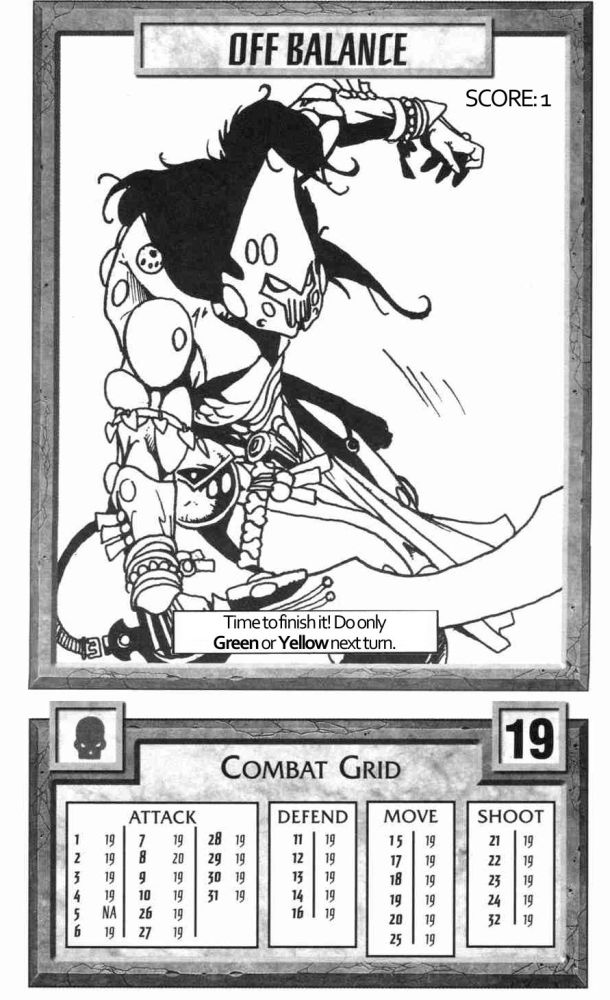 OFF BALANCE
SCORE: 1
Time to finish it! Do only
Green or Yellow next turn.
19
COMBAT GRID
ATTACK
1 19 7 19 28 19
2 19 8 20 29 19
3 19 9 19 30 19
4 19 10 19 31 19
5 NA 26 19
6 19 27 19
DEFEND
11 19
12 19
13 19
14 19
16 19
MOVE
15 19
17 19
18 19
19 19
20 19
25 19
SHOOT
21 19
22 19
23 19
24 19
32 19